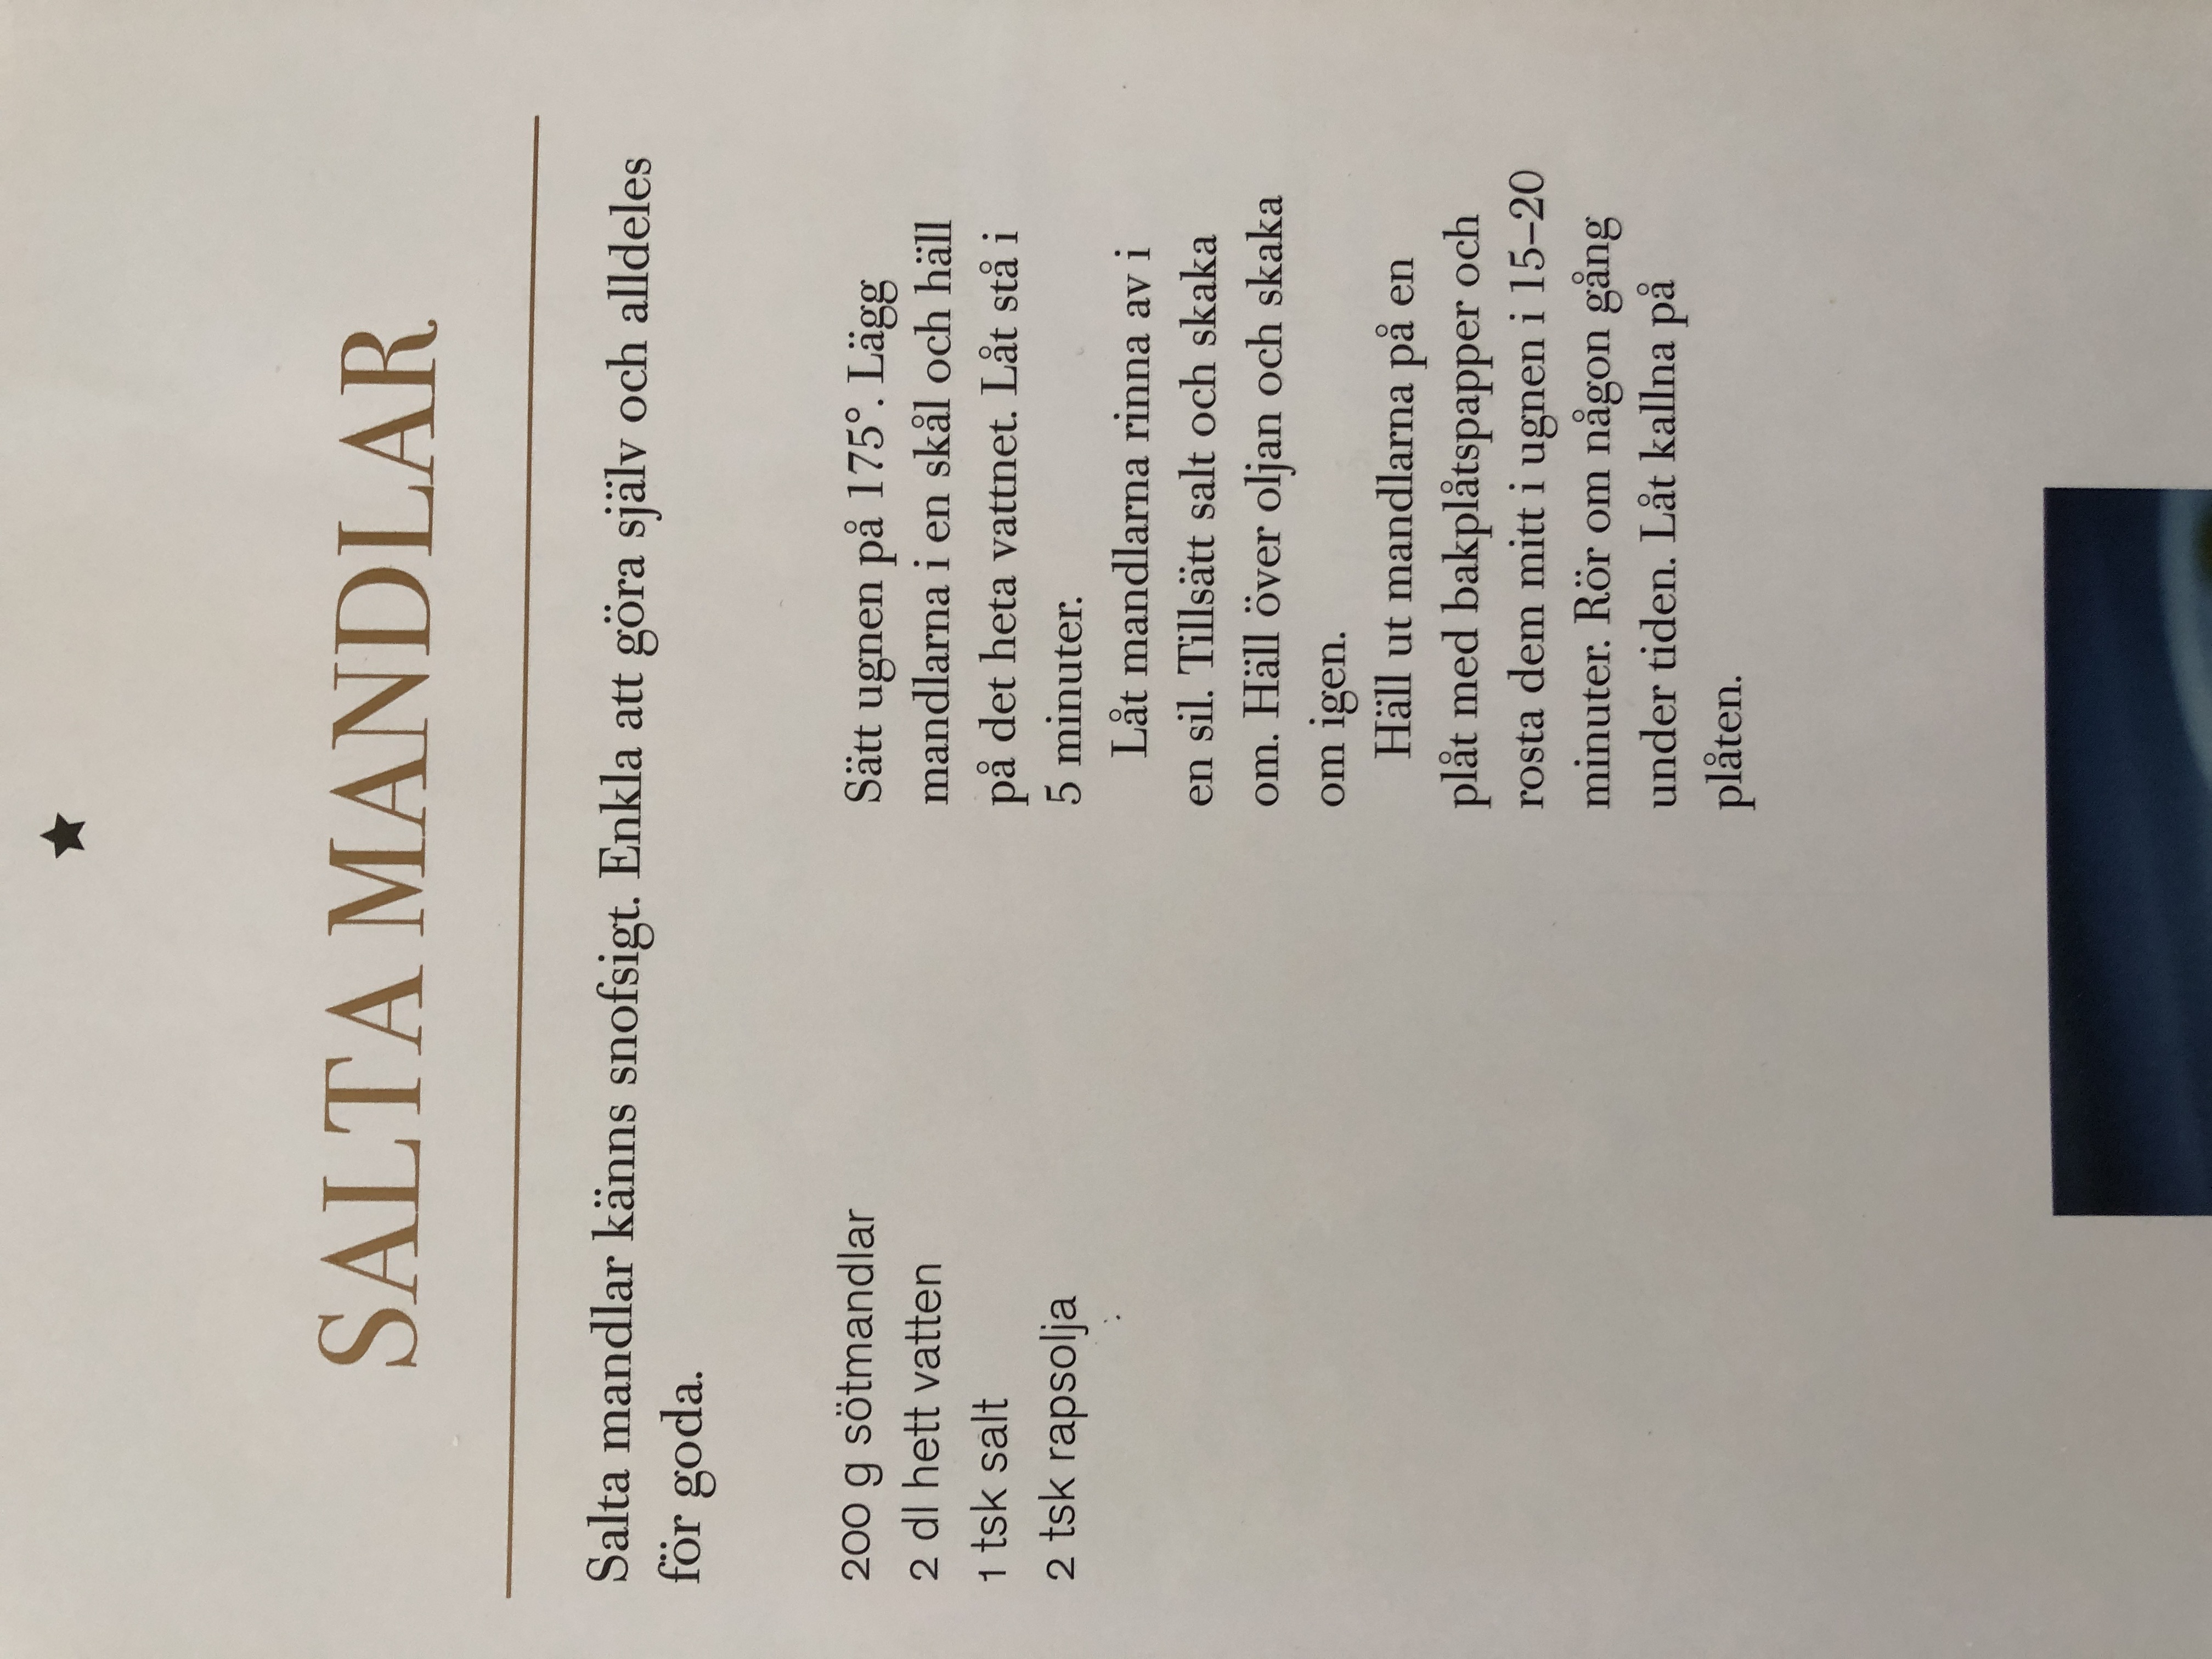 SALTA MANDLAR
Salta mandlar känns snofsigt. Enkla att göra själv och alldeles
för goda.
200 g sötmandlar
2 dl hett vatten
1 tsk salt
2 tsk rapsolja
Sätt ugnen på 175°. Lägg
mandlarna i en skål och häll
på det heta vattnet. Låt stå i
5 minuter.
Låt mandlarna rinna av i
en sil. Tillsätt salt och skaka
om. Häll över oljan och skaka
om igen.
Häll ut mandlarna på en
plåt med bakplåtspapper och
rosta dem mitt i ugnen i 15–20
minuter. Rör om någon gång
under tiden. Låt kallna på
plåten.